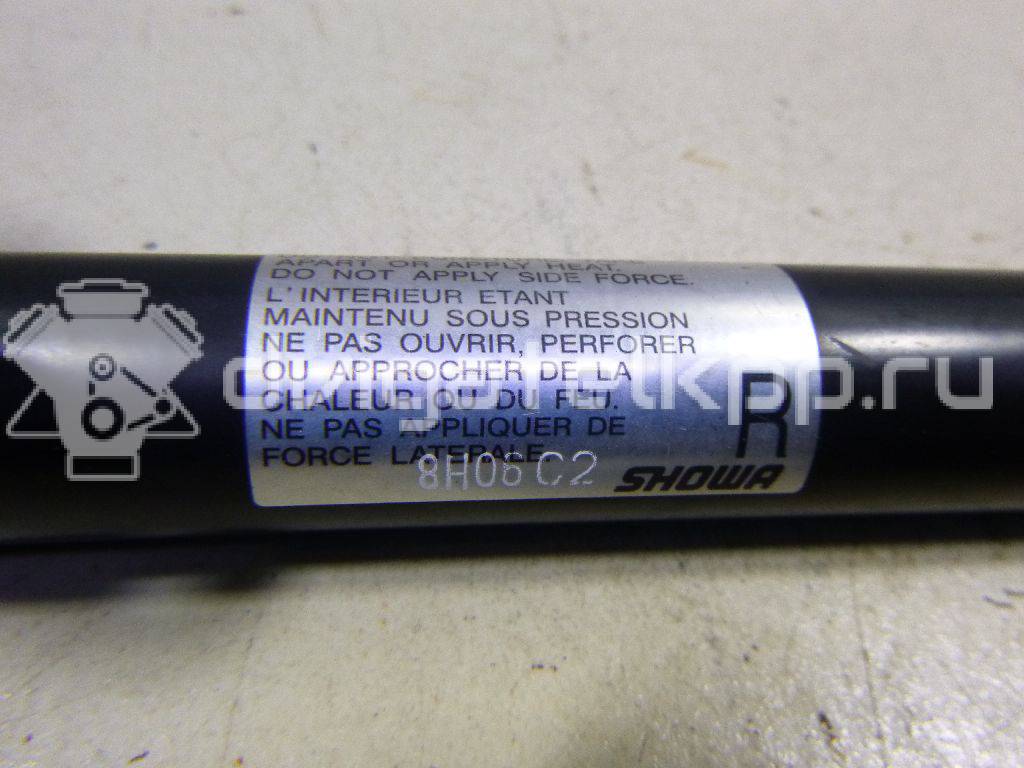 APART OR APPLY HEAT.
DO NOT APPLY SIDE FORCE.
L'INTERIEUR ETANT
MAINTENU SOUS PRESSION
NE PAS OUVRIR, PERFORER
OU APPROCHER DE LA
CHALEUR OU DU FEU.
NE PAS APPLIQUER DE
FORCE LATERALE.
R
8H06C2 SHOWA